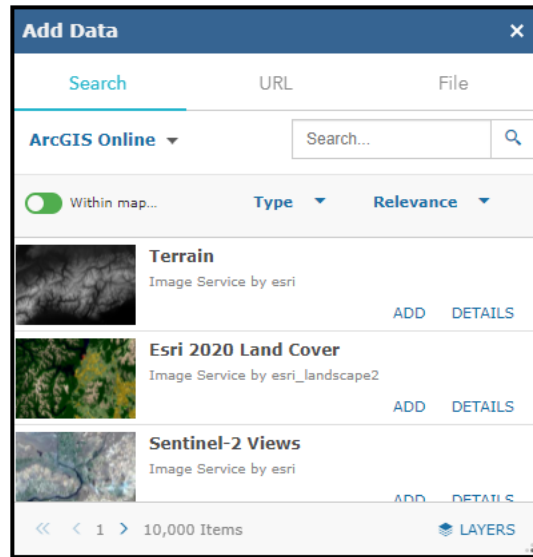 Add Data ×
Search URL File
ArcGIS Online Search...
Within map... Type Relevance
Terrain
Image Service by esri
ADD DETAILS
Esri 2020 Land Cover
Image Service by esri_landscape2
ADD DETAILS
Sentinel-2 Views
Image Service by esri
ADD DETAILS
« < 1 > 10,000 Items LAYERS